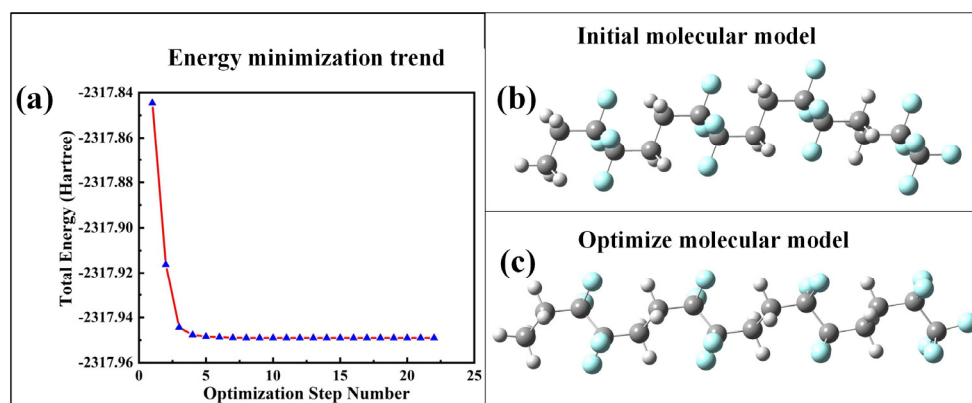 Energy minimization trend
(a)
-2317.84
-2317.86
-2317.88
-2317.90
-2317.92
-2317.94
-2317.96
Total Energy (Hartree)
0 5 10 15 20 25
Optimization Step Number
Initial molecular model
(b)
Optimize molecular model
(c)